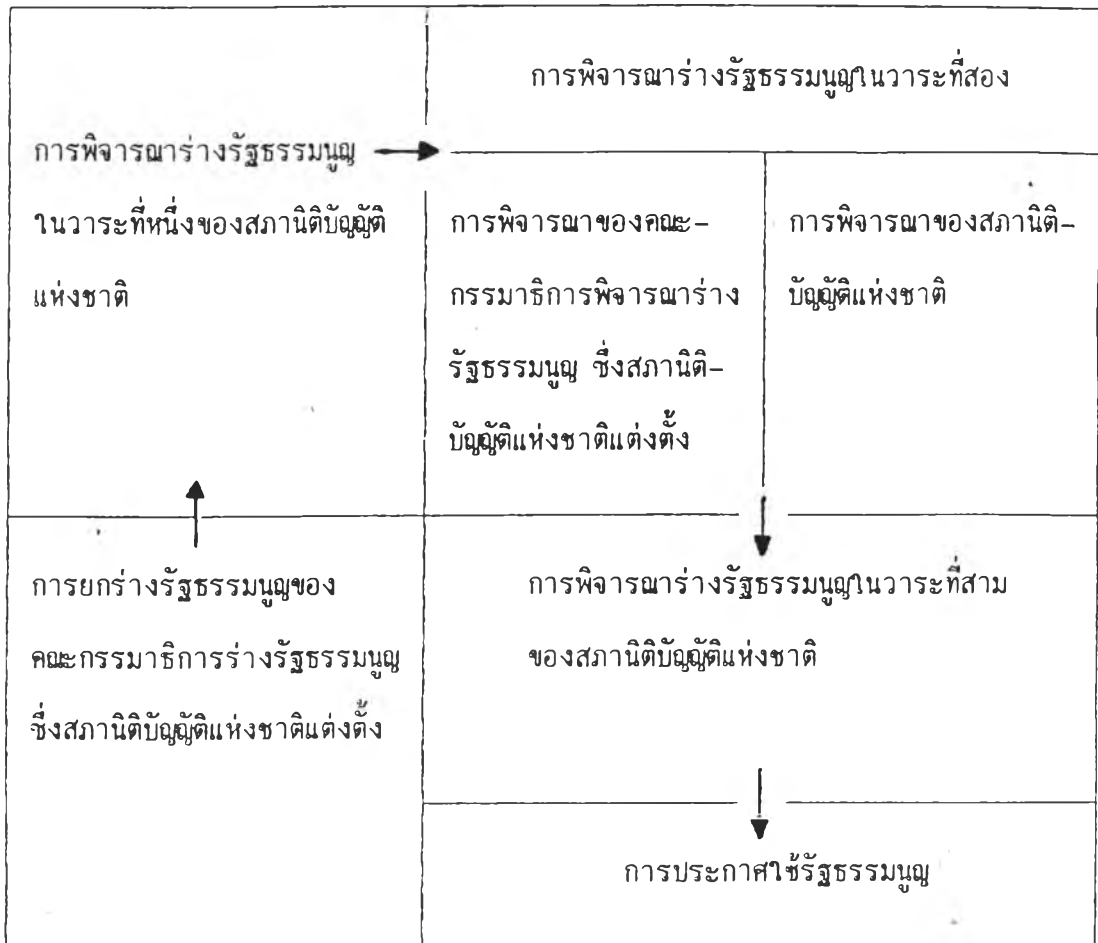 การพิจารณาร่างรัฐธรรมนูญในวาระที่สอง
การพิจารณาร่างรัฐธรรมนูญ
ในวาระที่หนึ่งของสภานิติบัญญัติ
แห่งชาติ
การพิจารณาของคณะ-
กรรมาธิการพิจารณาร่าง
รัฐธรรมนูญ ซึ่งสภานิติ-
บัญญัติแห่งชาติแต่งตั้ง
การพิจารณาของสภานิติ-
บัญญัติแห่งชาติ
การยกร่างรัฐธรรมนูญของ
คณะกรรมาธิการร่างรัฐธรรมนูญ
ซึ่งสภานิติบัญญัติแห่งชาติแต่งตั้ง
การพิจารณาร่างรัฐธรรมนูญในวาระที่สาม
ของสภานิติบัญญัติแห่งชาติ
การประกาศใช้รัฐธรรมนูญ